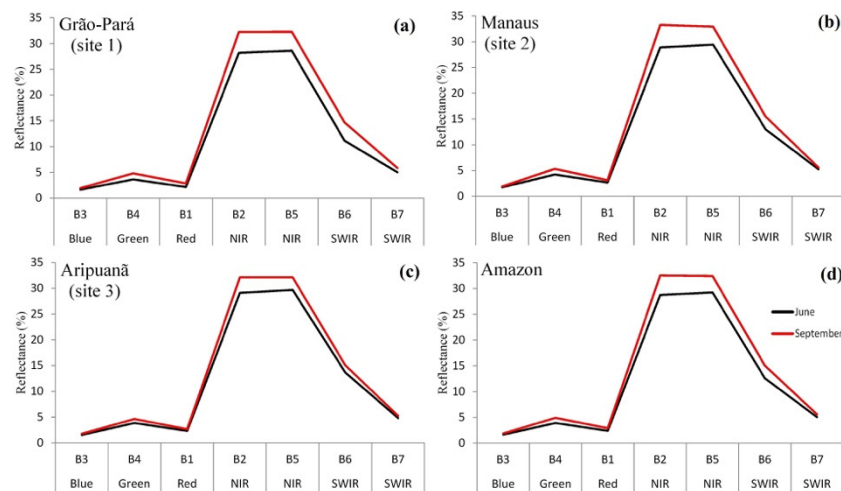 Grão-Pará
(site 1)
(a)
Reflectance (%)
35
30
25
20
15
10
5
0
B3 B4 B1 B2 B5 B6 B7
Blue Green Red NIR NIR SWIR SWIR
Manaus
(site 2)
(b)
Reflectance (%)
35
30
25
20
15
10
5
0
B3 B4 B1 B2 B5 B6 B7
Blue Green Red NIR NIR SWIR SWIR
Aripuanã
(site 3)
(c)
Reflectance (%)
35
30
25
20
15
10
5
0
B3 B4 B1 B2 B5 B6 B7
Blue Green Red NIR NIR SWIR SWIR
Amazon
(d)
Reflectance (%)
35
30
25
20
15
10
5
0
June
September
B3 B4 B1 B2 B5 B6 B7
Blue Green Red NIR NIR SWIR SWIR